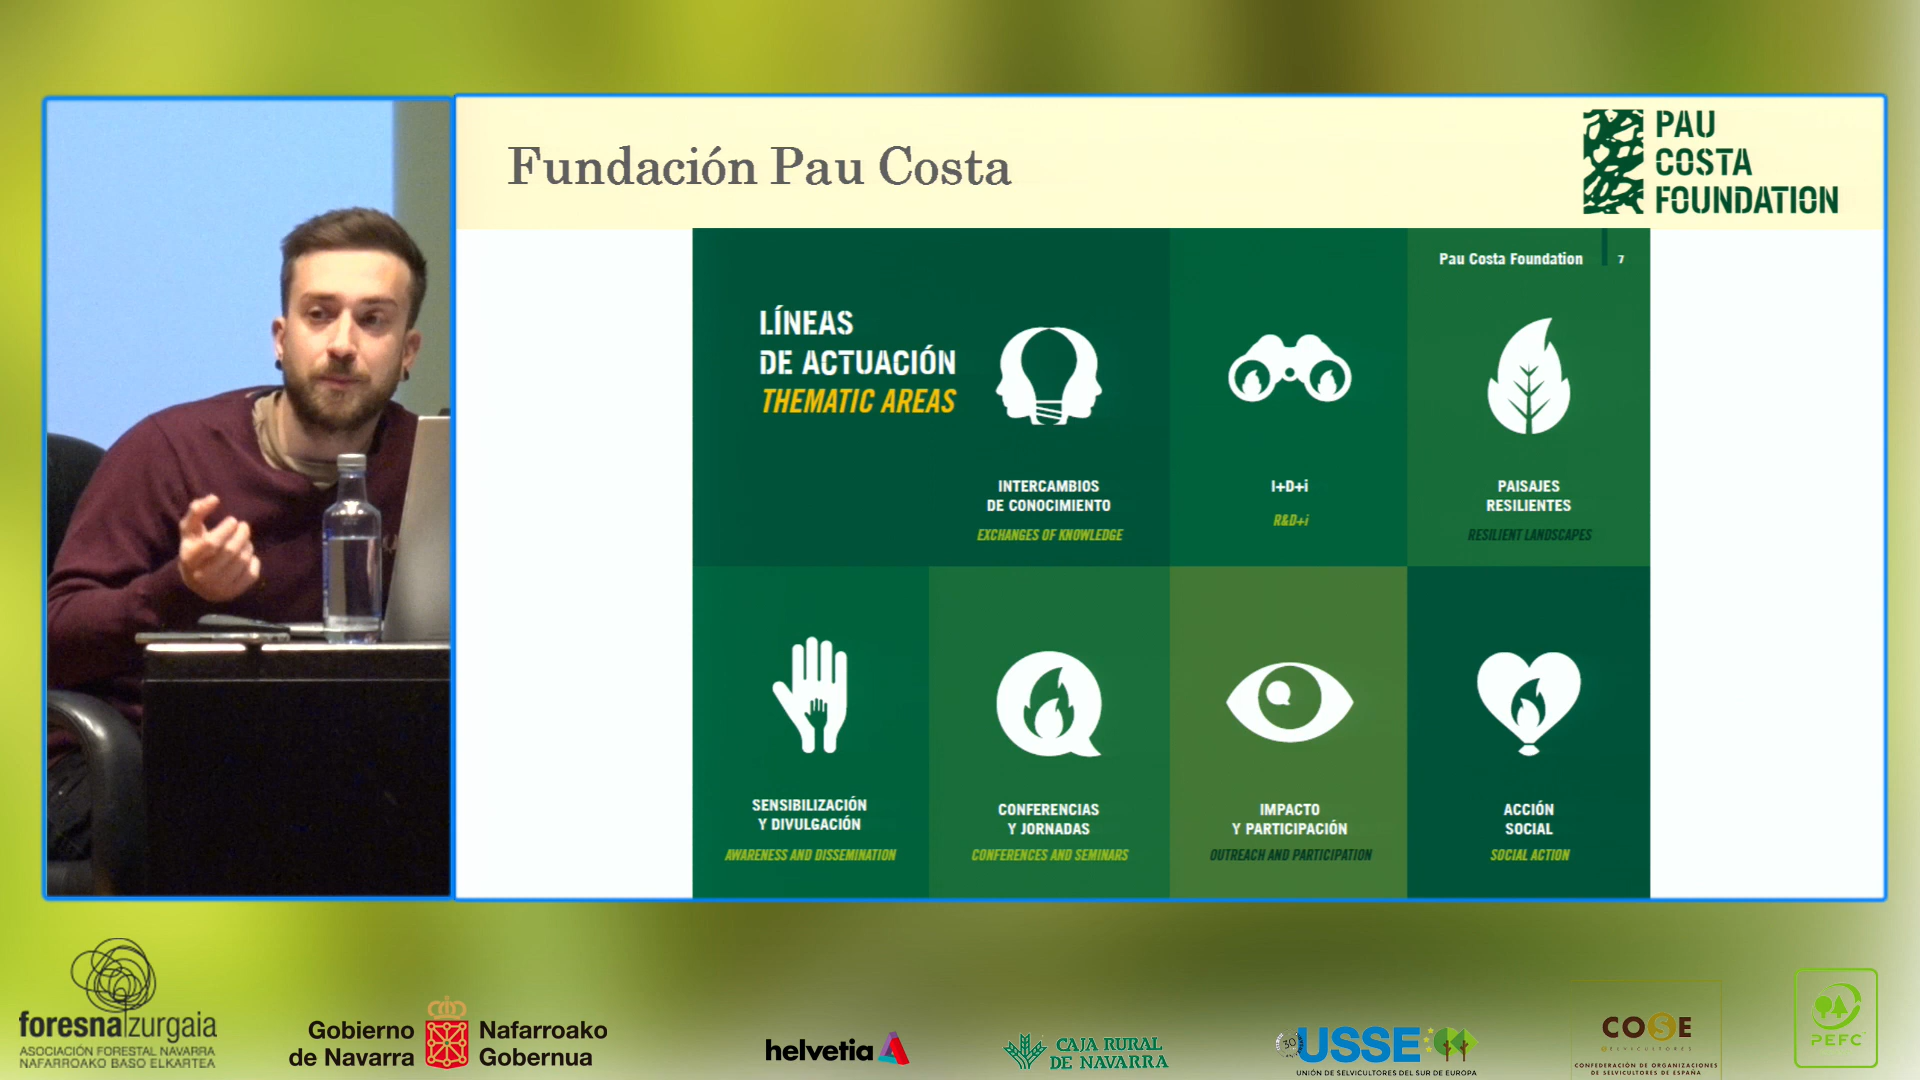 Fundación Pau Costa
PAU
COSTA
FOUNDATION
Pau Costa Foundation 7
LÍNEAS
DE ACTUACIÓN
THEMATIC AREAS
INTERCAMBIOS
DE CONOCIMIENTO
EXCHANGES OF KNOWLEDGE
I+D+i
R&D+i
PAISAJES
RESILIENTES
RESILIENT LANDSCAPES
SENSIBILIZACIÓN
Y DIVULGACIÓN
AWARENESS AND DISSEMINATION
CONFERENCIAS
Y JORNADAS
CONFERENCES AND SEMINARS
IMPACTO
Y PARTICIPACIÓN
OUTREACH AND PARTICIPATION
ACCIÓN
SOCIAL
SOCIAL ACTION
foresna|zurgaia
ASOCIACIÓN FORESTAL NAVARRA
NAFARROAKO BASO ELKARTEA
Gobierno
de Navarra
Nafarroako
Gobernua
helvetia
CAJA RURAL
DE NAVARRA
30
USSE
UNIÓN DE SELVICULTORES DEL SUR DE EUROPA
COSE
SELVICULTORES
CONFEDERACIÓN DE ORGANIZACIONES
DE SELVICULTORES DE ESPAÑA
PEFC